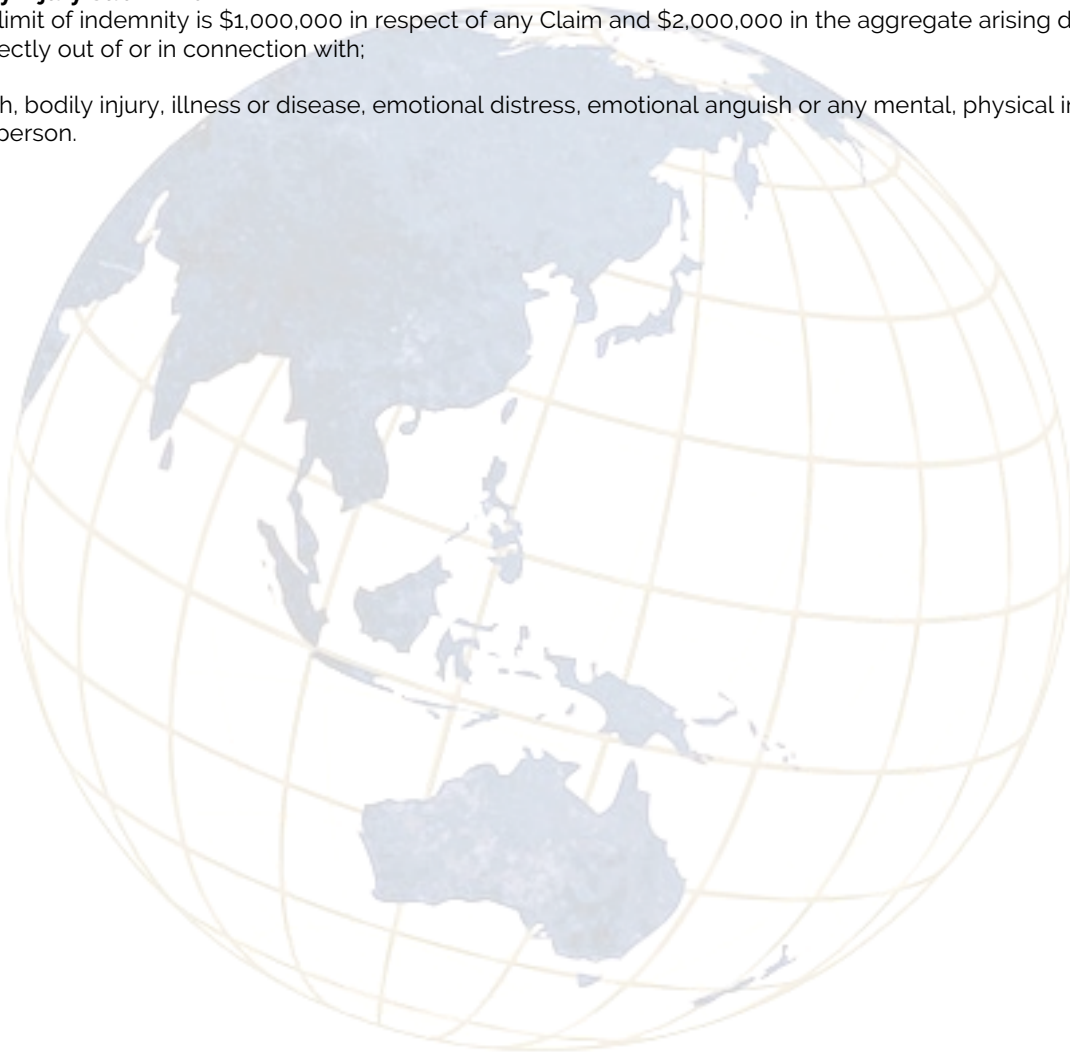 limit of indemnity is $1,000,000 in respect of any Claim and $2,000,000 in the aggregate arising
ectly out of or in connection with;
h, bodily injury, illness or disease, emotional distress, emotional anguish or any mental, physical
person.